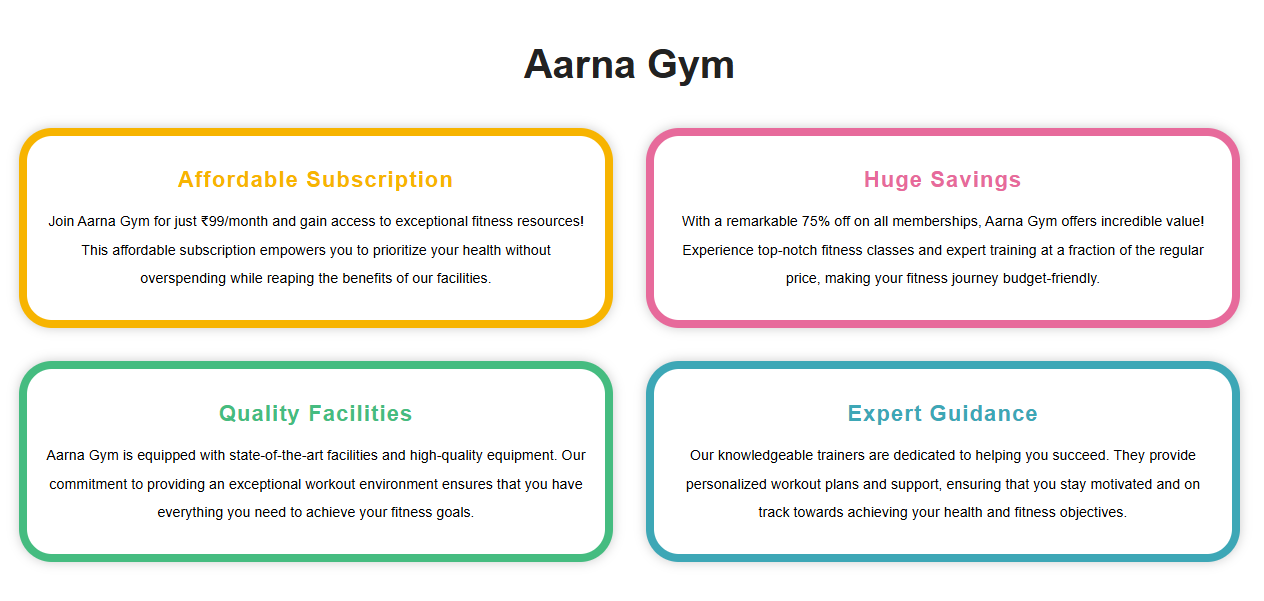 Aarna Gym
Affordable Subscription
Join Aarna Gym for just ₹99/month and gain access to exceptional fitness resources!
This affordable subscription empowers you to prioritize your health without
overspending while reaping the benefits of our facilities.
Huge Savings
With a remarkable 75% off on all memberships, Aarna Gym offers incredible value!
Experience top-notch fitness classes and expert training at a fraction of the regular
price, making your fitness journey budget-friendly.
Quality Facilities
Aarna Gym is equipped with state-of-the-art facilities and high-quality equipment. Our
commitment to providing an exceptional workout environment ensures that you have
everything you need to achieve your fitness goals.
Expert Guidance
Our knowledgeable trainers are dedicated to helping you succeed. They provide
personalized workout plans and support, ensuring that you stay motivated and on
track towards achieving your health and fitness objectives.